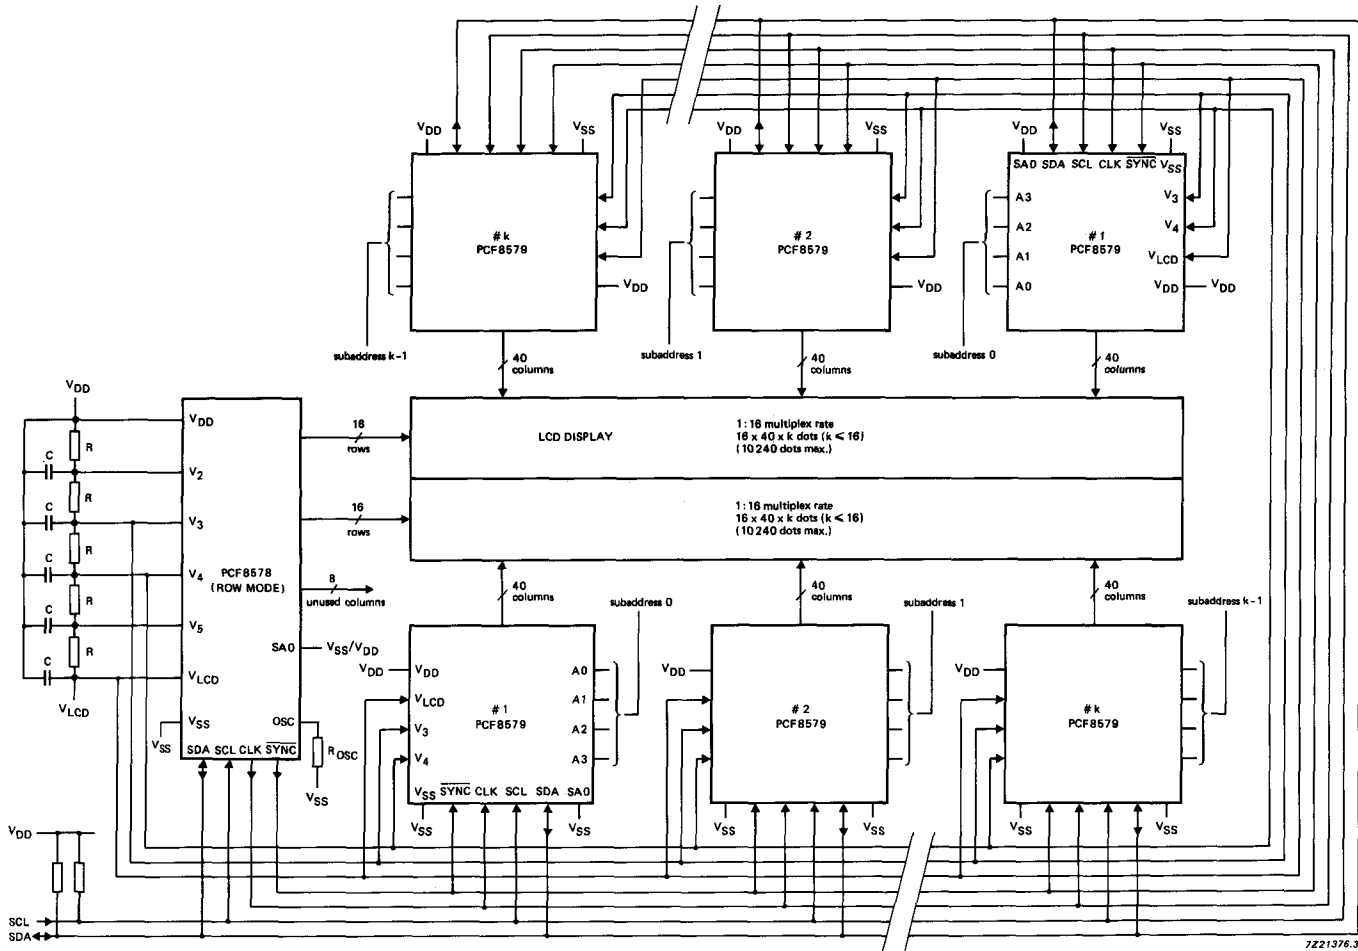 VDD VSS VDD VSS VDD VSS
SA0 SDA SCL CLK SYNC VSS
A3 V3
#k PCF8579
#2 PCF8579
#1 PCF8579
A2 V4
A1 VLCD
A0 VDD VDD
VDD VDD
subaddress k-1
subaddress 1
subaddress 0
40 columns
40 columns
40 columns
VDD
VDD
R
C
V2
R
C
V3
R
C
V4
R
C
V5
R
C
VLCD
VLCD
VSS
VSS
PCF8578
(ROW MODE)
SA0 VSS/VDD
OSC
ROSC
VSS
SDA SCL CLK SYNC
16 rows
16 rows
8
unused columns
LCD DISPLAY
1:16 multiplex rate
16 x 40 x k dots (k ⩽ 16)
(10240 dots max.)
1:16 multiplex rate
16 x 40 x k dots (k ⩽ 16)
(10240 dots max.)
40 columns
40 columns
40 columns
subaddress 0
subaddress 1
subaddress k-1
VDD VDD A0
VLCD A1
V3 A2
V4 A3
#1 PCF8579
VSS SYNC CLK SCL SDA SA0
VSS VSS
VDD
#2 PCF8579
VSS VSS
VDD
#k PCF8579
VSS VSS
VDD
SCL
SDA
7Z21376.3